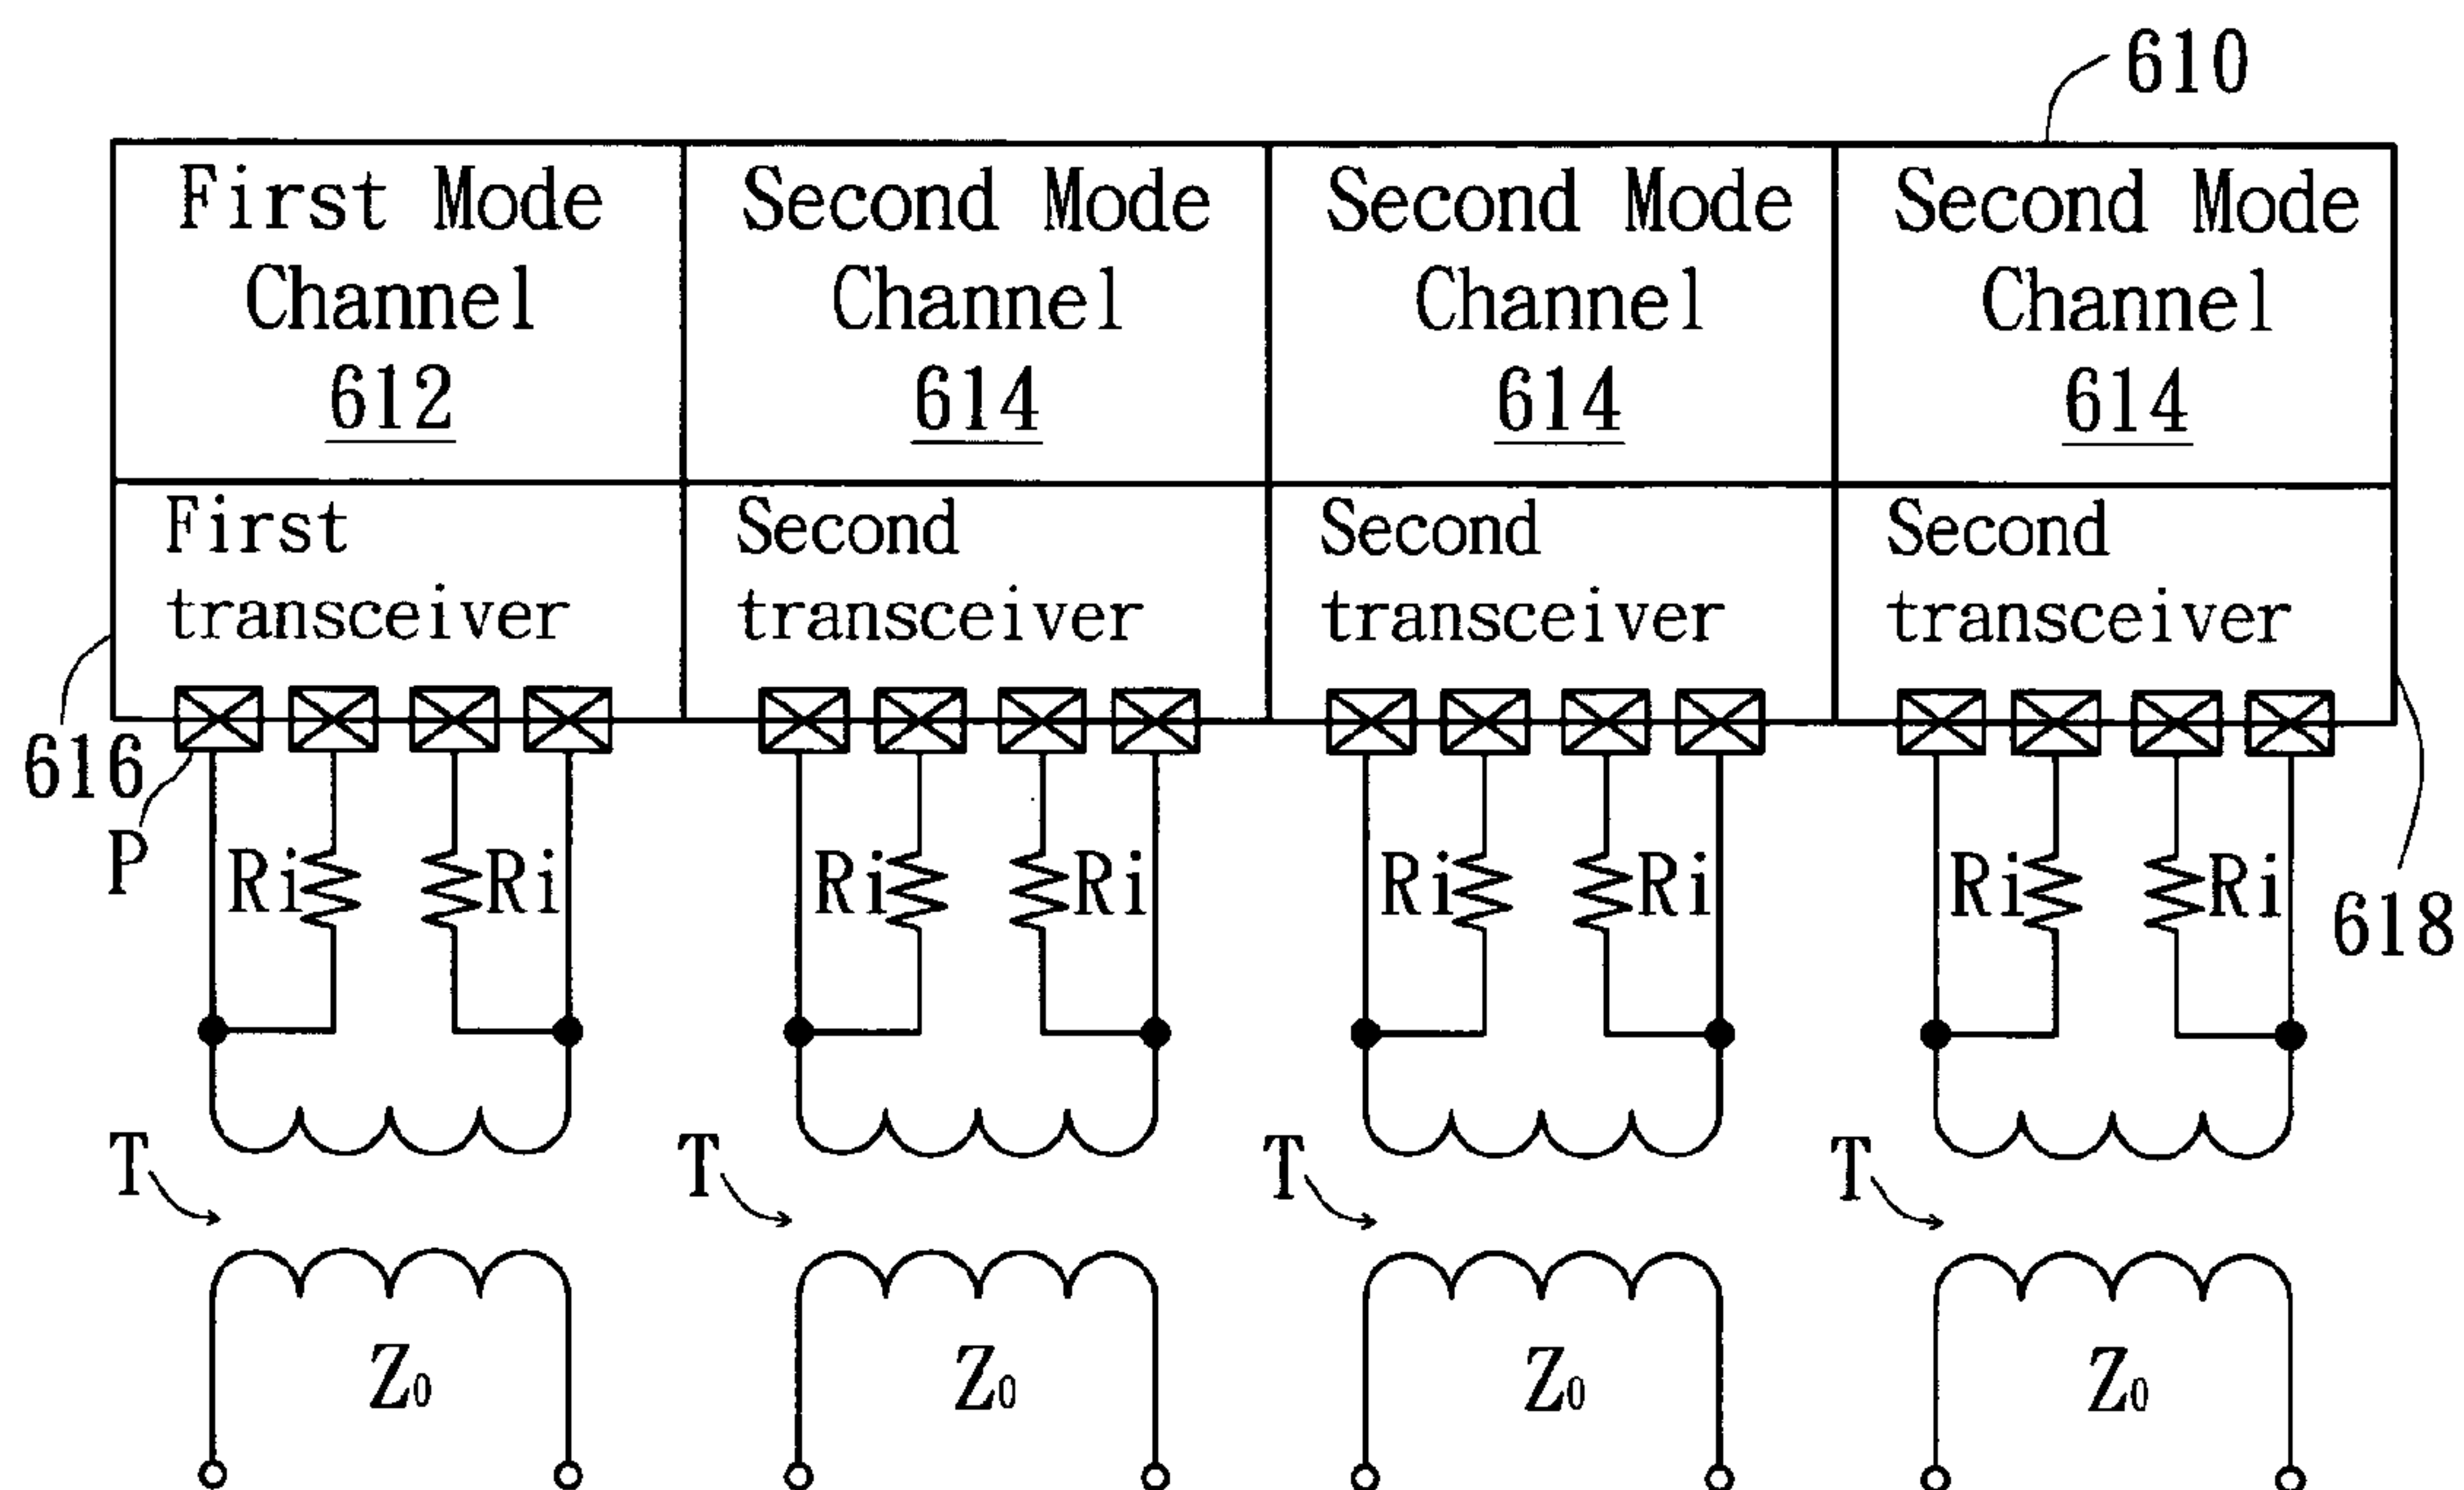 610
First Mode Channel 612
Second Mode Channel 614
Second Mode Channel 614
Second Mode Channel 614
First transceiver
Second transceiver
Second transceiver
Second transceiver
616
P
618
Ri Ri Ri Ri Ri Ri Ri Ri
T T T T
Z0 Z0 Z0 Z0